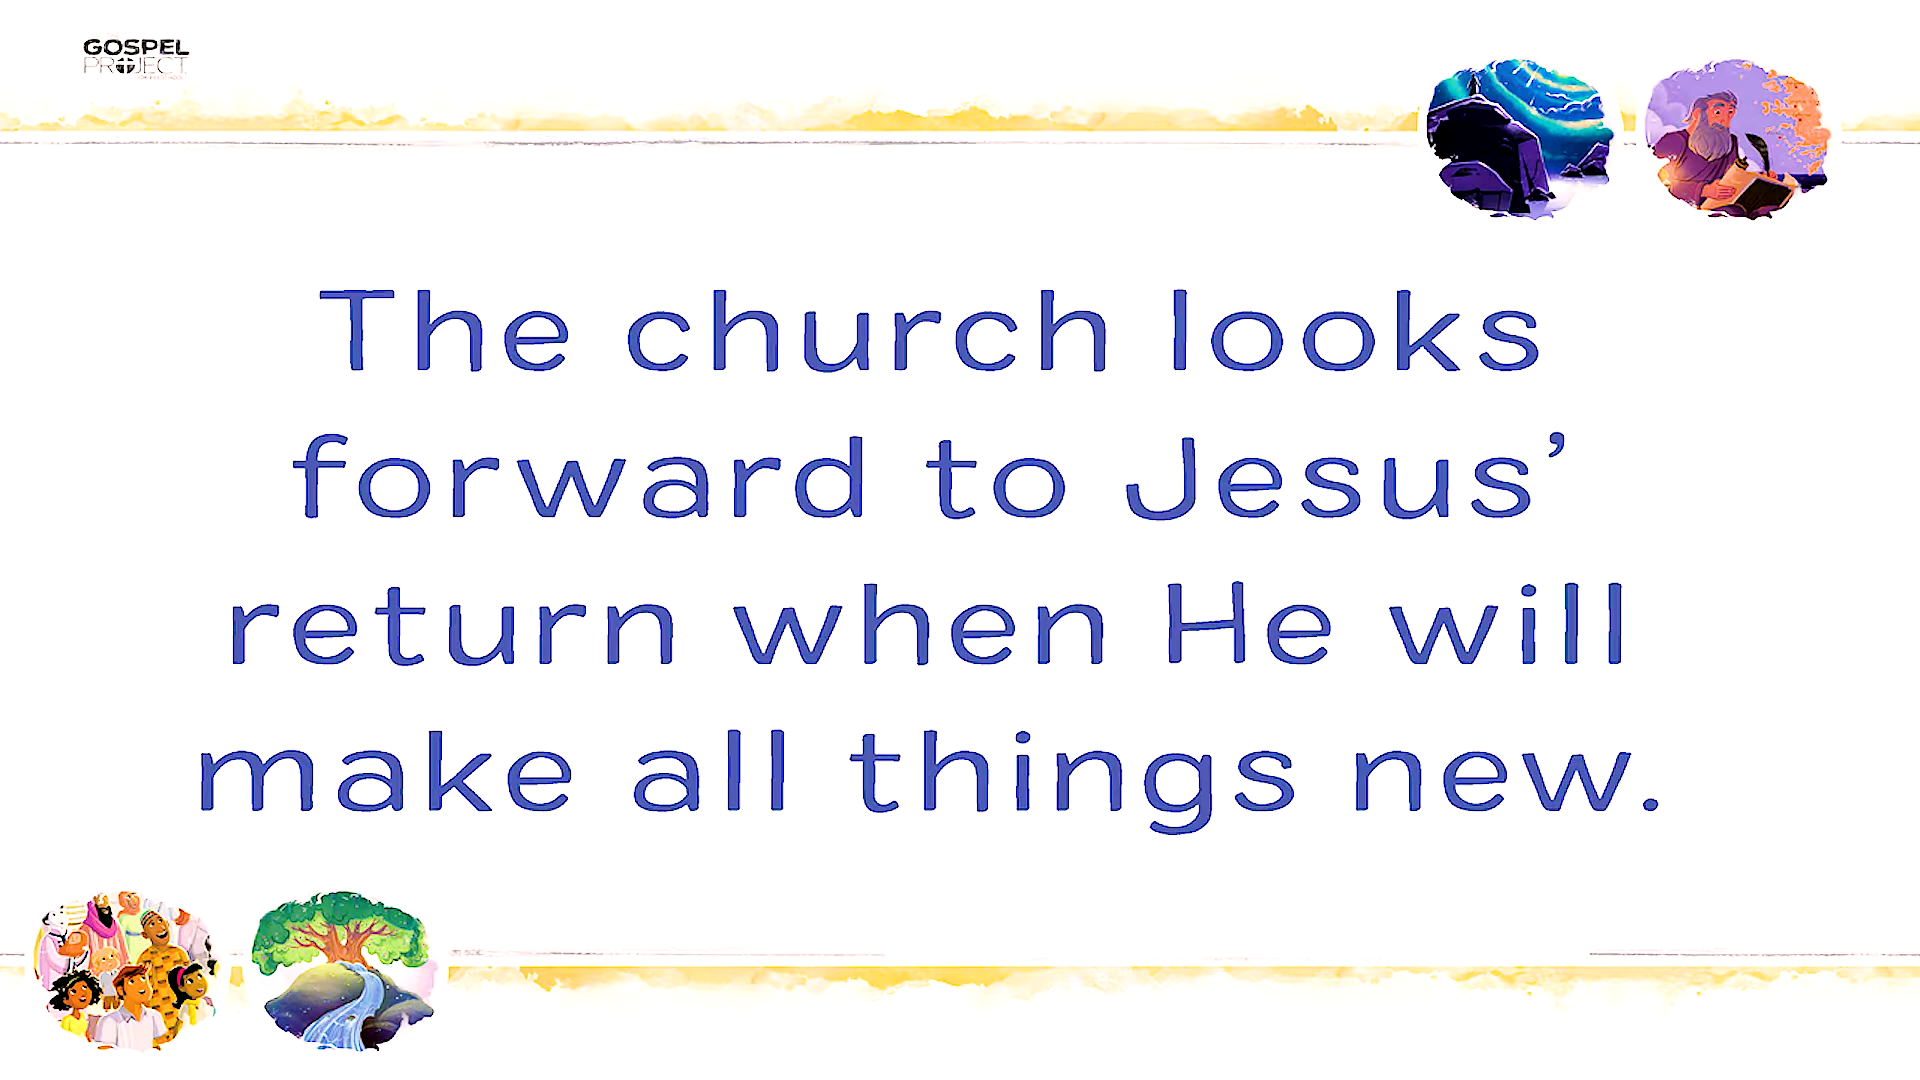 GOSPEL
PROJECT
The church looks
forward to Jesus’
return when He will
make all things new.